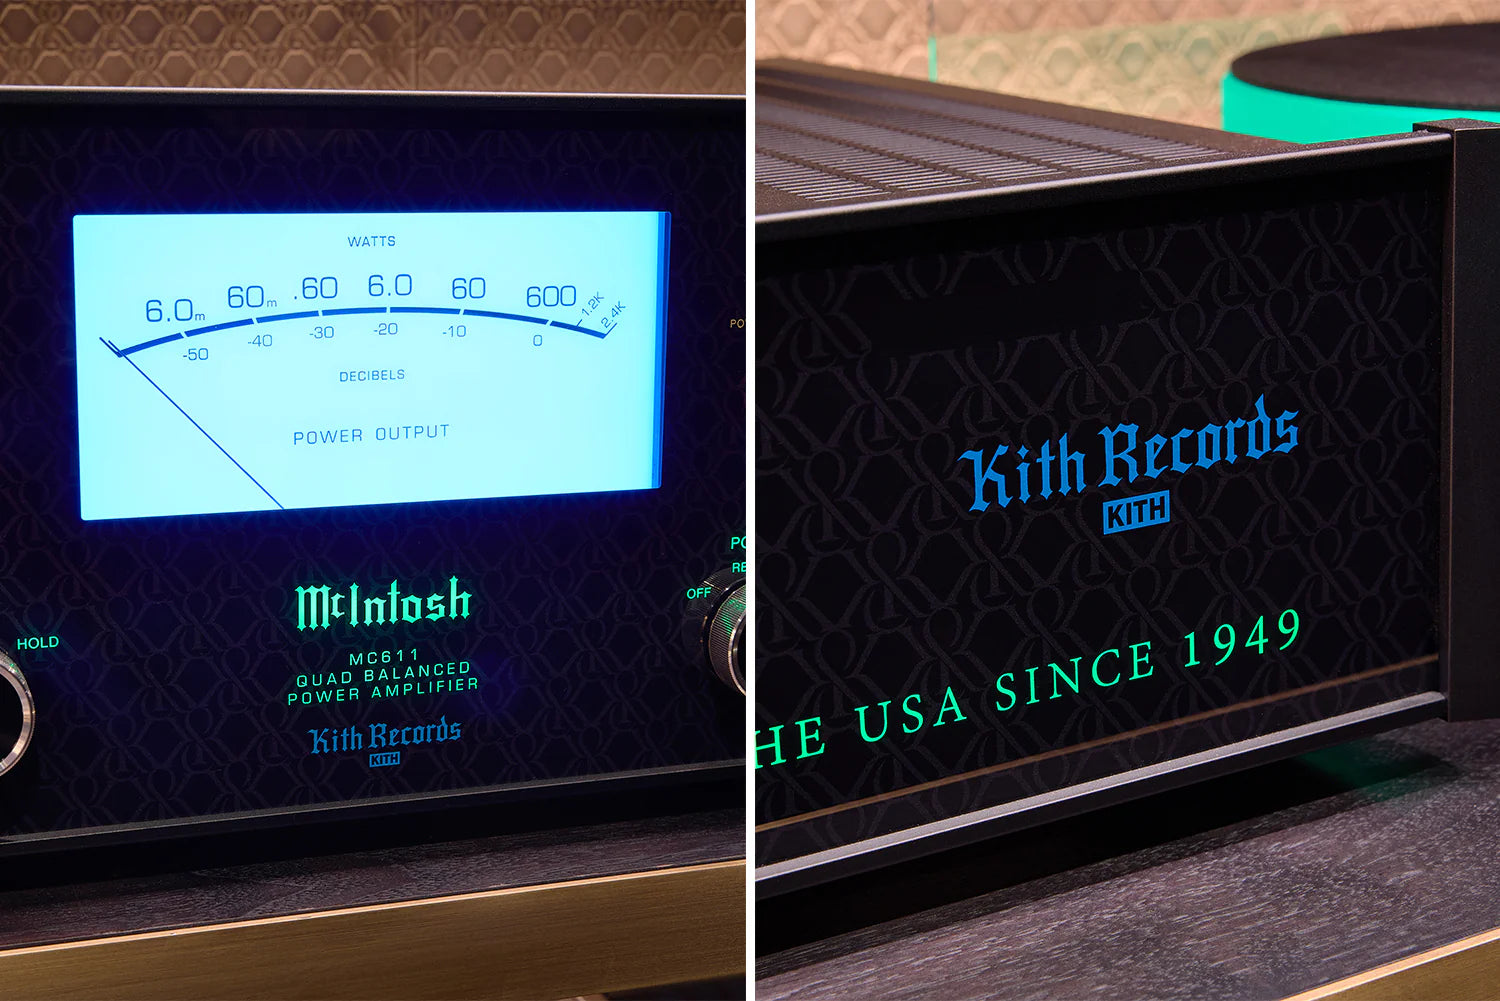 WATTS
6.0m 60m .60 6.0 60 600 1.2K 2.4K
-50 -40 -30 -20 -10 0
DECIBELS
POWER OUTPUT
HOLD
OFF
McIntosh
MC611
QUAD BALANCED
POWER AMPLIFIER
Kith Records
KITH
Kith Records
KITH
HE USA SINCE 1949